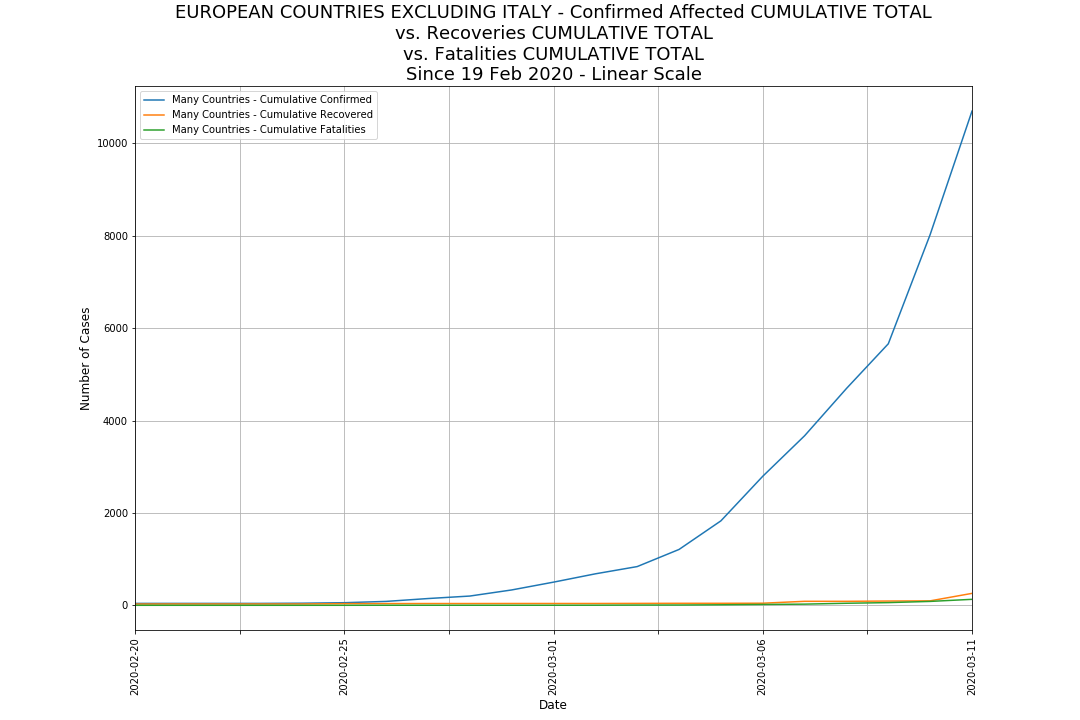 EUROPEAN COUNTRIES EXCLUDING ITALY - Confirmed Affected CUMULATIVE TOTAL
vs. Recoveries CUMULATIVE TOTAL
vs. Fatalities CUMULATIVE TOTAL
Since 19 Feb 2020 - Linear Scale
Many Countries - Cumulative Confirmed
Many Countries - Cumulative Recovered
Many Countries - Cumulative Fatalities
Number of Cases
10000
8000
6000
4000
2000
0
2020-02-20
2020-02-25
2020-03-01
2020-03-06
2020-03-11
Date